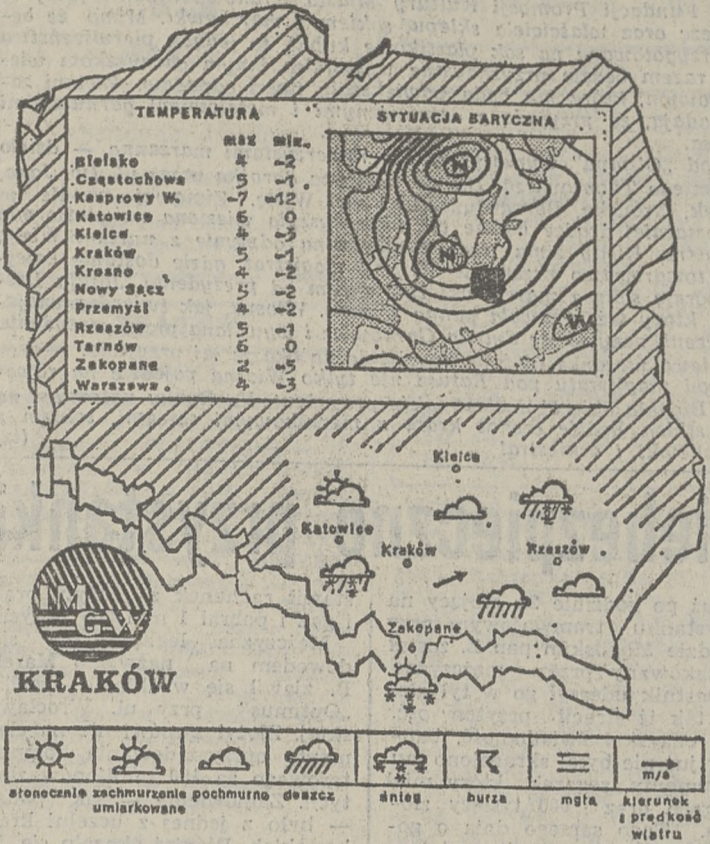 TEMPERATURA
max min.
Bielsko 4 -2
Częstochowa 5 -1
Kasprowy W. -7 -12
Katowice 6 0
Kielce 4 -3
Kraków 5 -1
Krosno 4 -2
Nowy Sącz 5 -2
Przemyśl 4 -2
Rzeszów 5 -1
Tarnów 6 0
Zakopane 2 -5
Warszawa 4 -3
SYTUACJA BARYCZNA
N
N
W
Kielce
Katowice
Kraków
Rzeszów
Zakopane
IM
GW
KRAKÓW
m/s
słonecznie zachmurzenie umiarkowane pochmurno deszcz śnieg burza mgła kierunek i prędkość wiatru